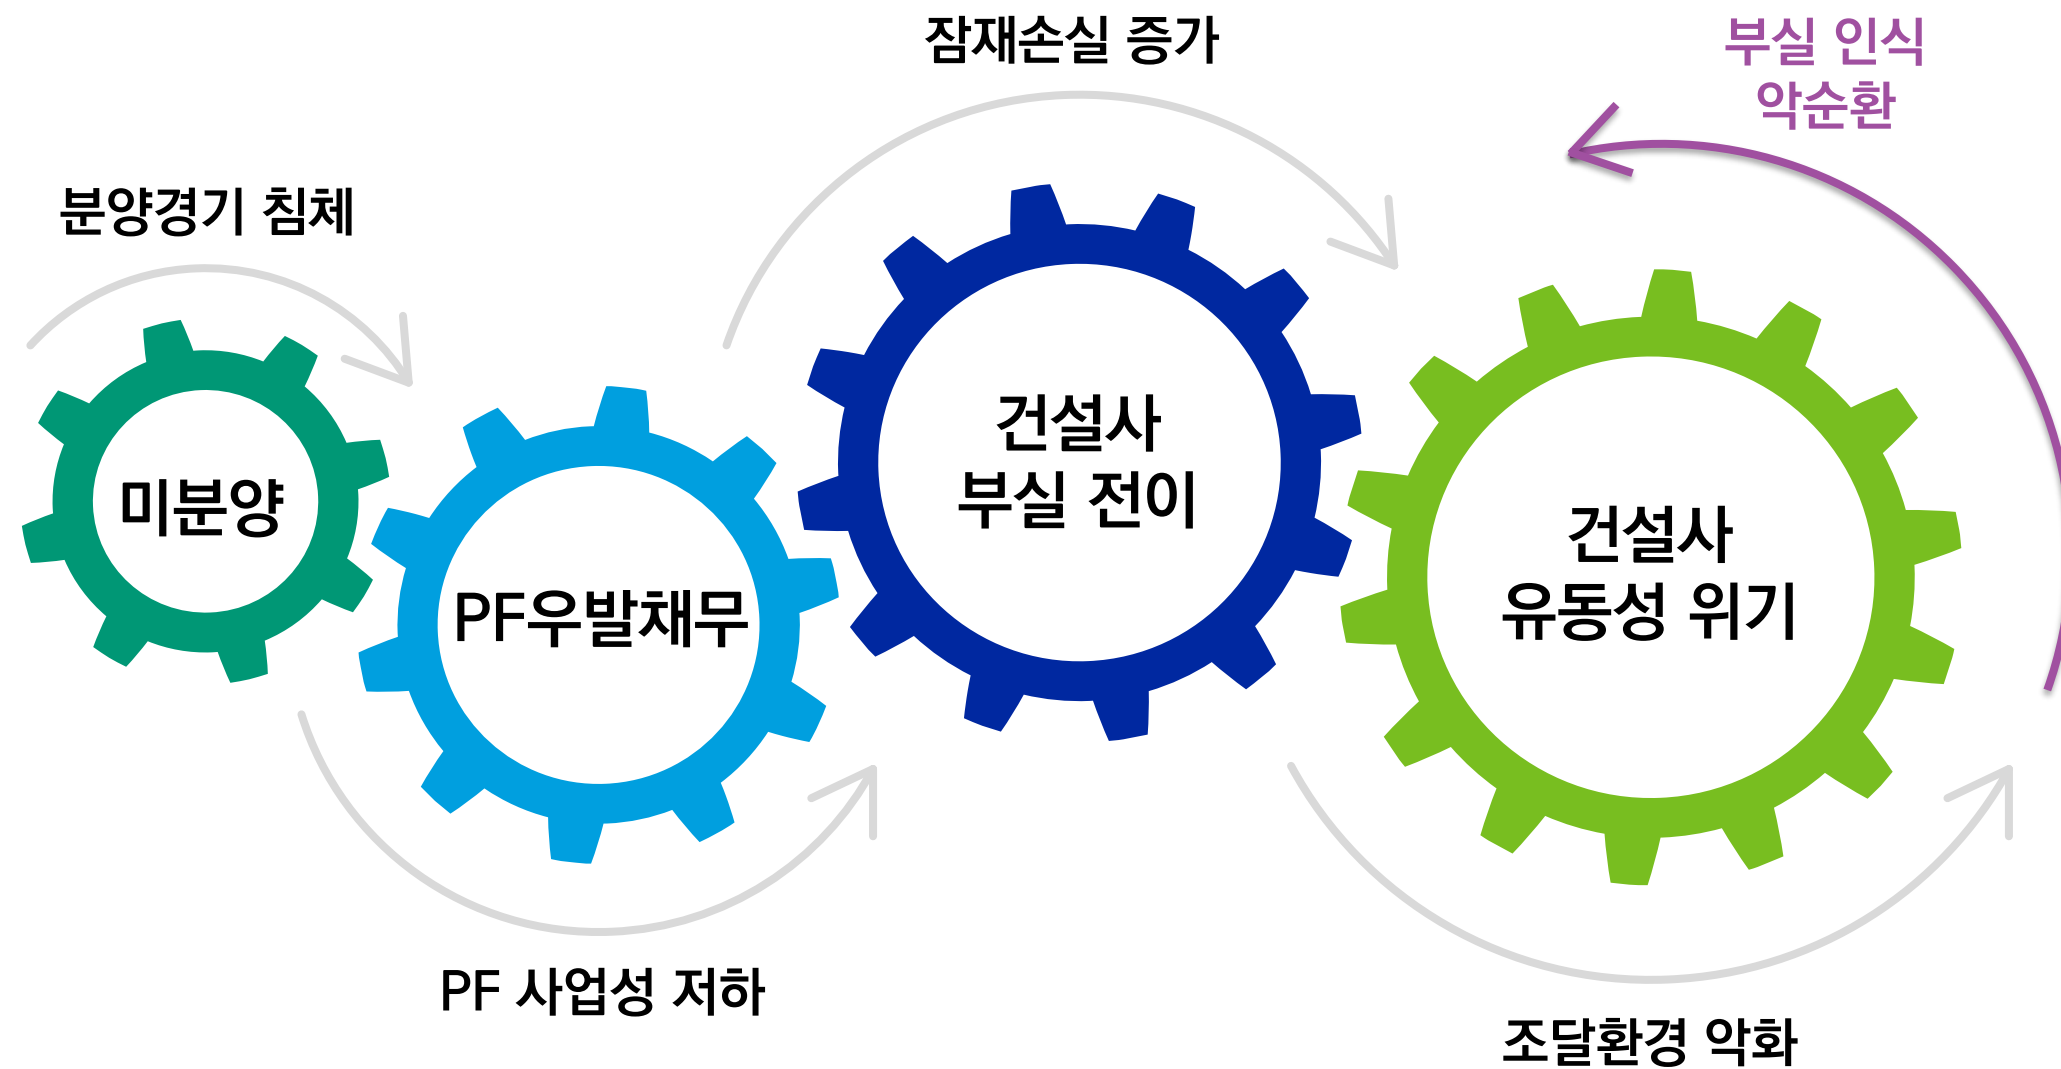 분양경기 침체
미분양
PF우발채무
PF 사업성 저하
잠재손실 증가
건설사
부실 전이
건설사
유동성 위기
조달환경 악화
부실 인식
악순환